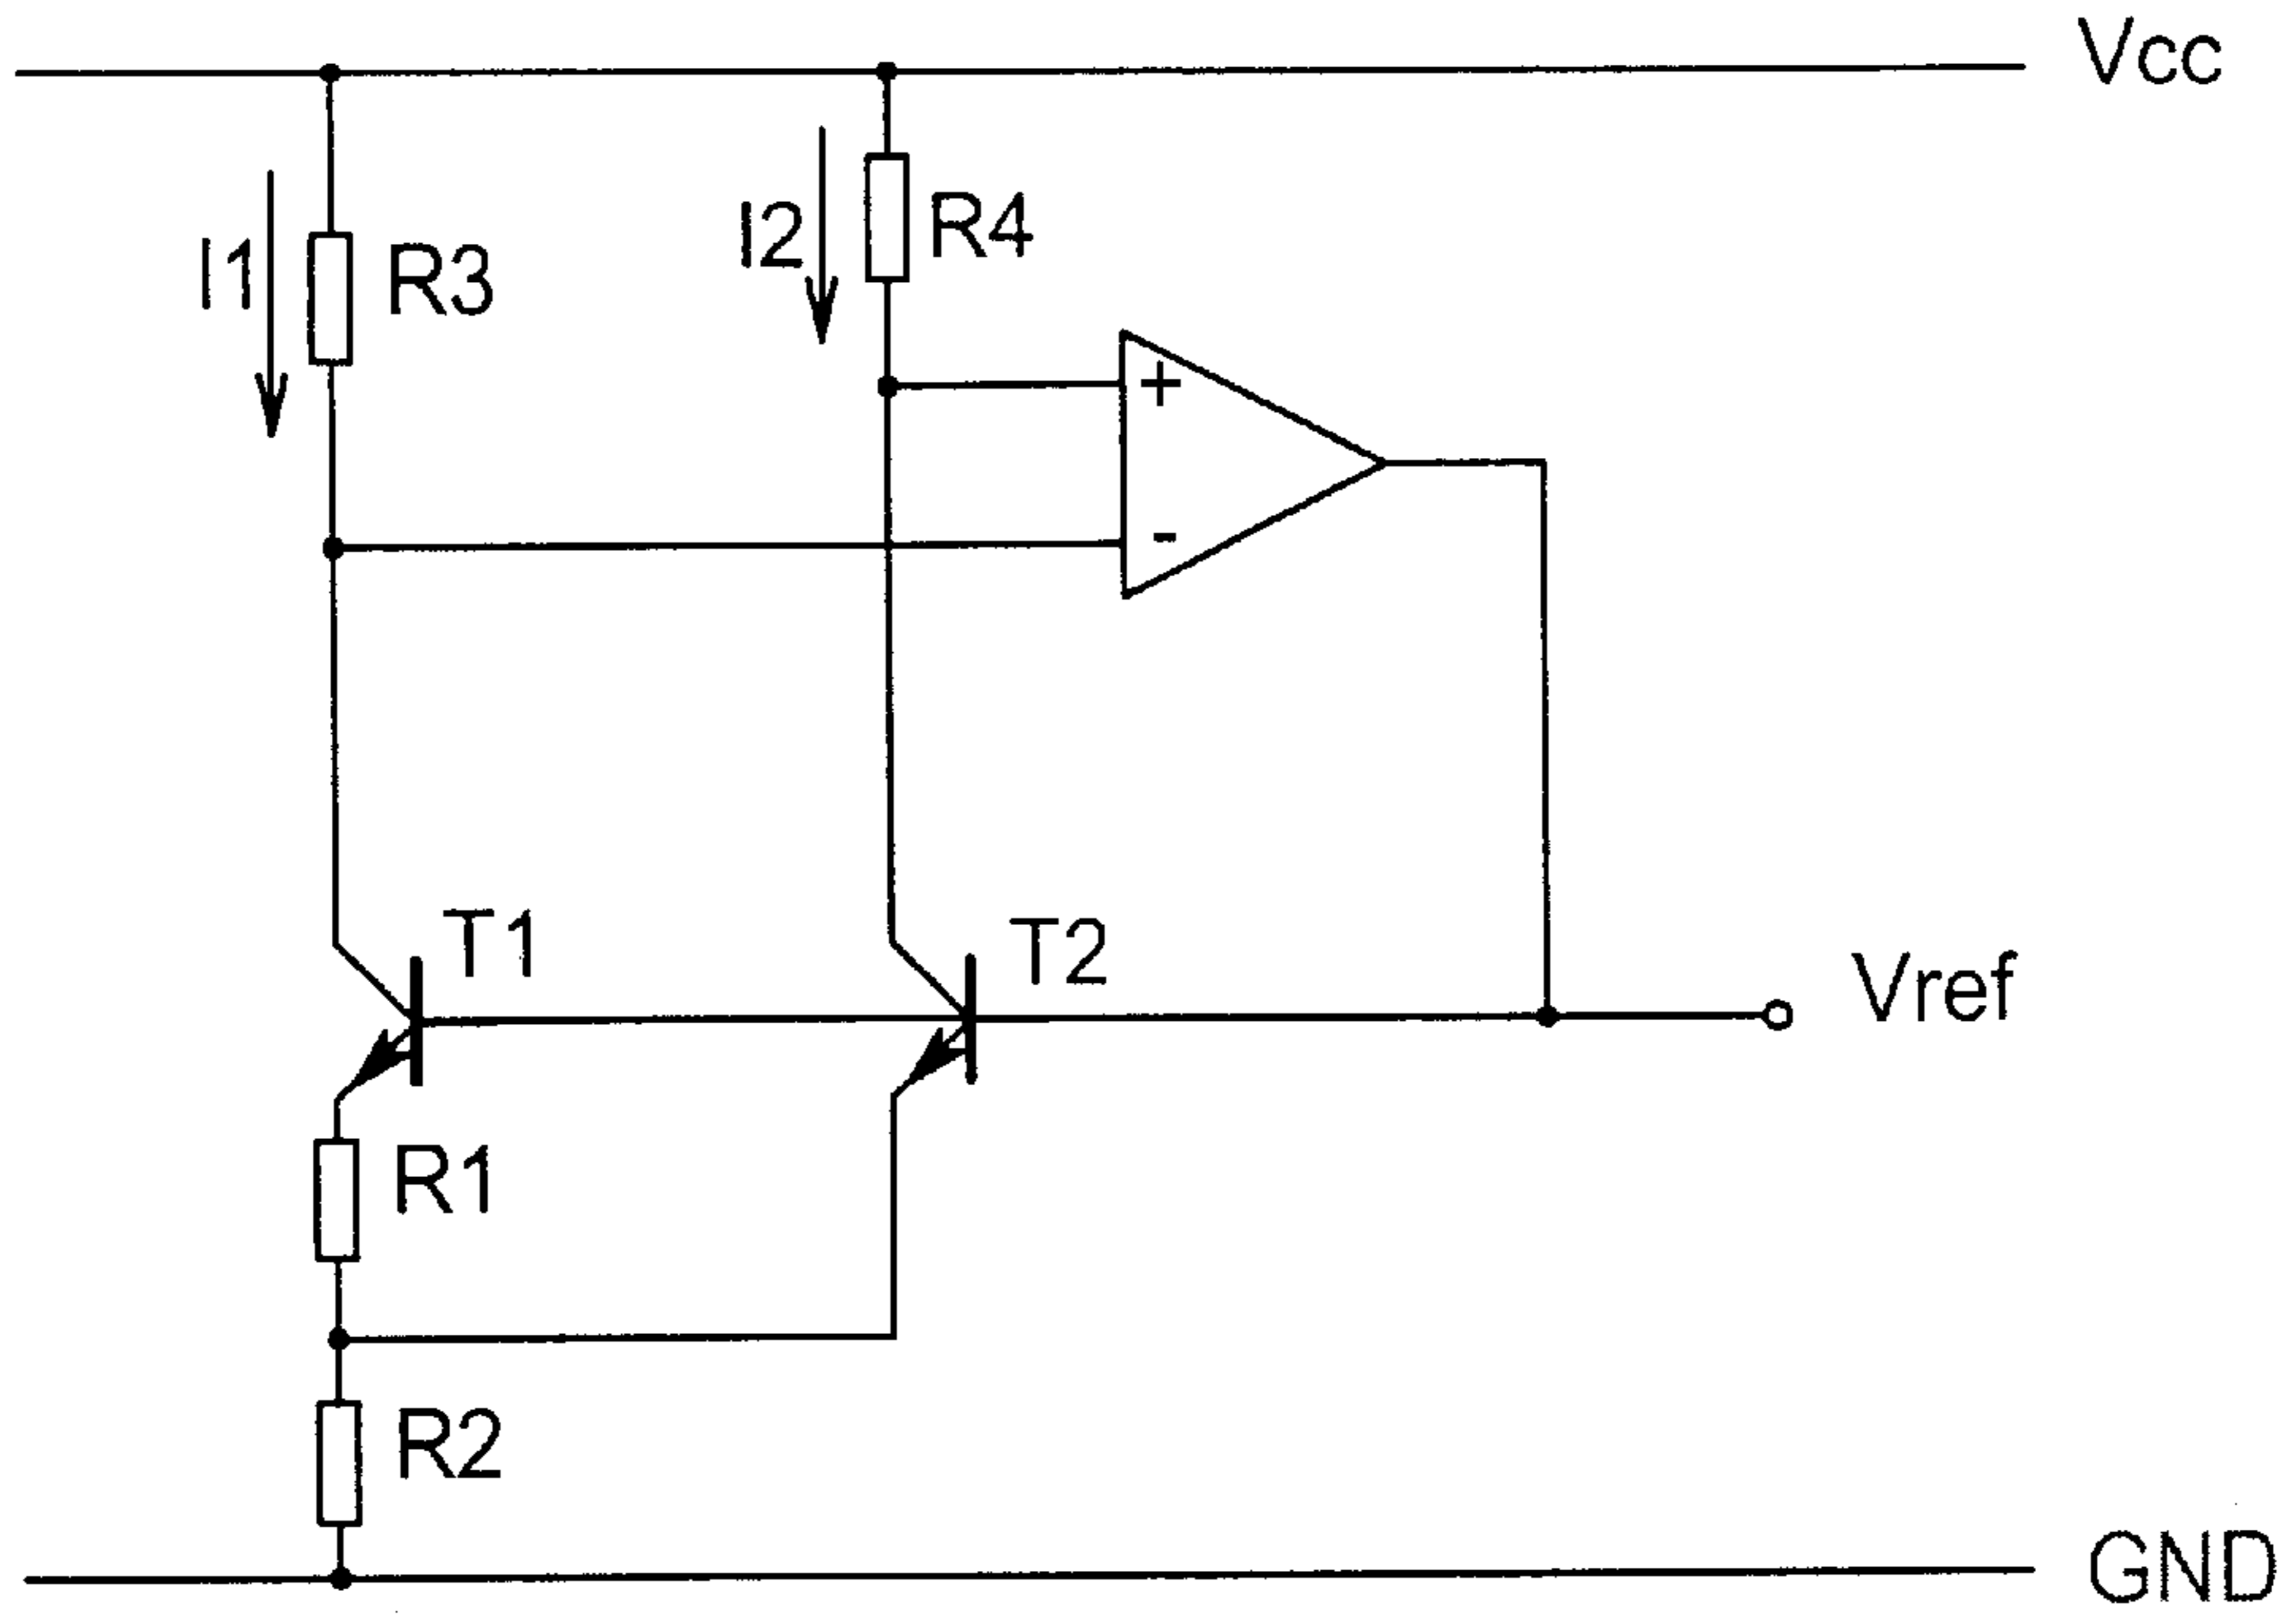 Vcc
I1
R3
I2
R4
+
-
T1
T2
Vref
R1
R2
GND